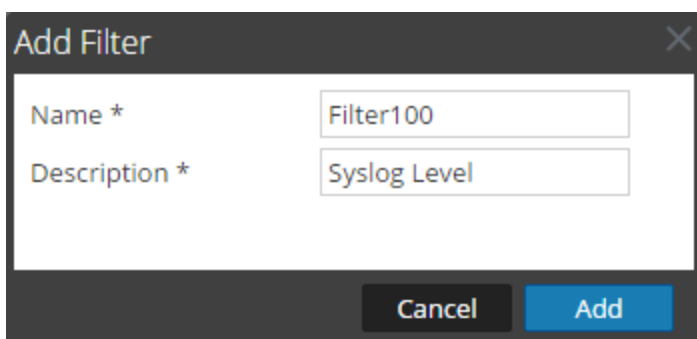 Add Filter
Name * Filter100
Description * Syslog Level
Cancel Add